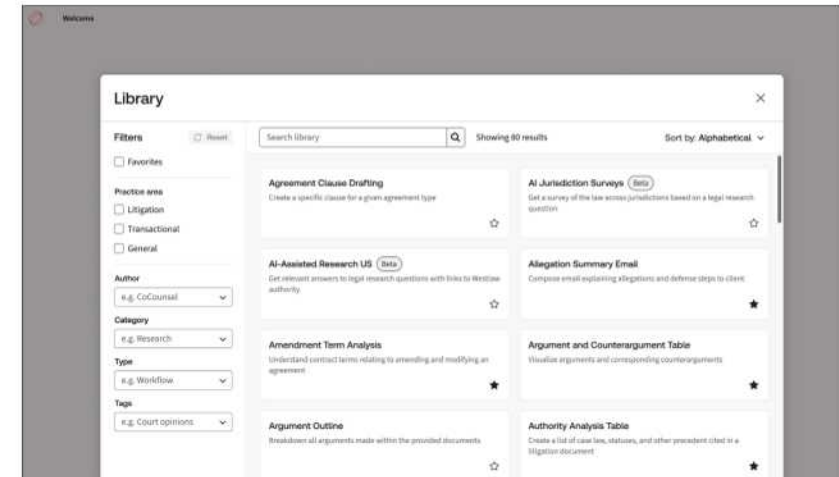 Welcome
Library
Filters
Reset
Search library
Showing 80 results
Sort by: Alphabetical
Favorites
Practice area
Litigation
Transactional
General
Author
e.g. CoCounsel
Category
e.g. Research
Type
e.g. Workflow
Tags
e.g. Court opinions
Agreement Clause Drafting
Create a specific clause for a given agreement type
AI Jurisdiction Surveys Beta
Get a survey of the law across jurisdictions based on a legal research
question
AI-Assisted Research US Beta
Get relevant answers to legal research questions with links to Westlaw
authority
Allegation Summary Email
Compose email explaining allegations and defense steps to client
Amendment Term Analysis
Understand contract terms relating to amending and modifying an
agreement
Argument and Counterargument Table
Visualize arguments and corresponding counterarguments
Argument Outline
Breakdown all arguments made within the provided documents
Authority Analysis Table
Create a list of case law, statutes, and other precedent cited in a
litigation document